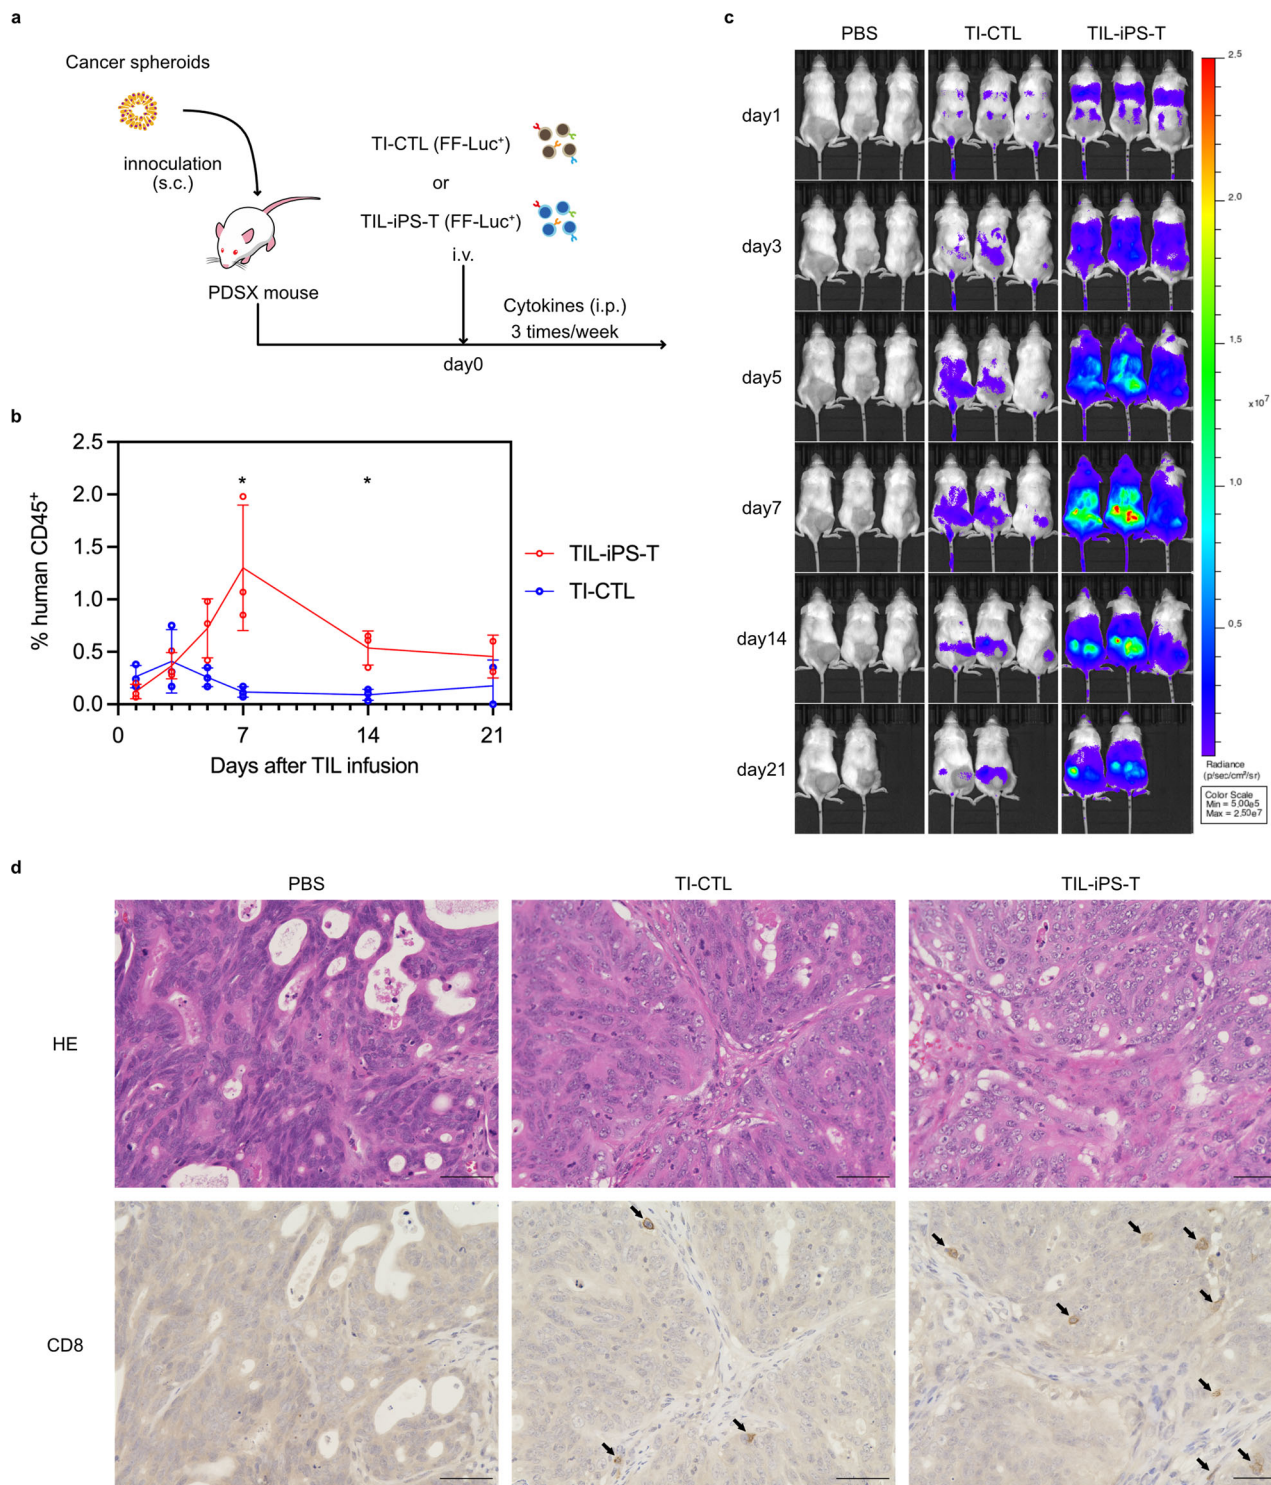 a
Cancer spheroids
innoculation
(s.c.)
PDSX mouse
TI-CTL (FF-Luc⁺)
or
TIL-iPS-T (FF-Luc⁺)
i.v.
Cytokines (i.p.)
3 times/week
day0
b
2.5
2.0
1.5
1.0
0.5
0.0
% human CD45⁺
* *
0 7 14 21
Days after TIL infusion
TIL-iPS-T
TI-CTL
c
PBS TI-CTL TIL-iPS-T
day1
day3
day5
day7
day14
day21
2.5
2.0
1,5
x10⁷
1,0
0,5
Radiance
(p/sec/cm²/sr)
Color Scale
Min = 5,00e5
Max = 2,50e7
d
PBS TI-CTL TIL-iPS-T
HE
CD8